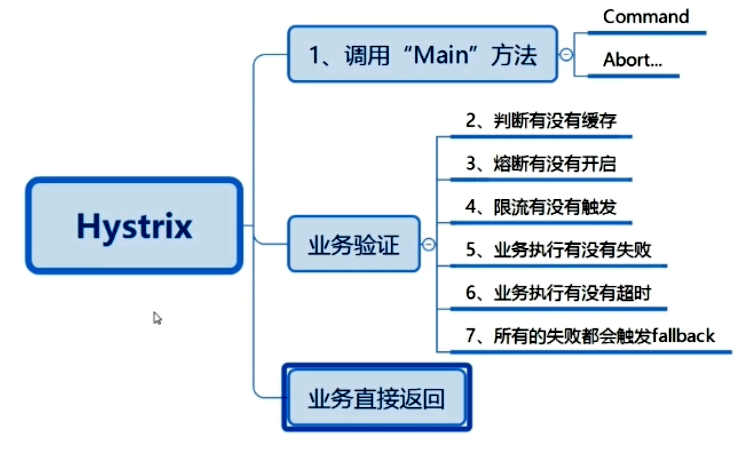 Hystrix
1、调用“Main”方法
Command
Abort...
业务验证
2、判断有没有缓存
3、熔断有没有开启
4、限流有没有触发
5、业务执行有没有失败
6、业务执行有没有超时
7、所有的失败都会触发fallback
业务直接返回